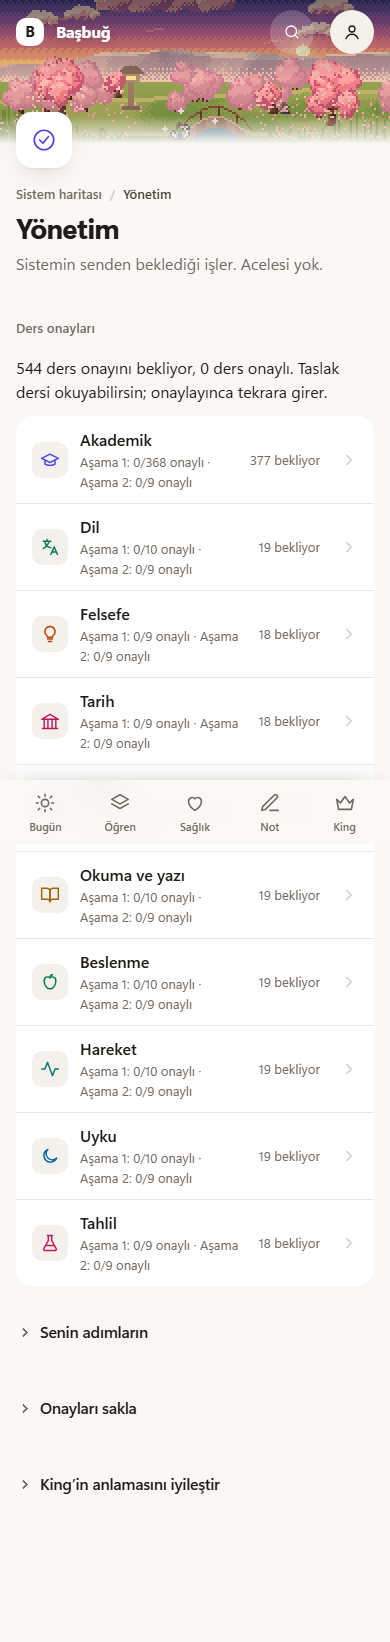 B Başbuğ
Sistem haritası / Yönetim
Yönetim
Sistemin senden beklediği işler. Acelesi yok.
Ders onayları
544 ders onayını bekliyor, 0 ders onaylı. Taslak
dersi okuyabilirsin; onaylayınca tekrara girer.
Akademik
Aşama 1: 0/368 onaylı ·
Aşama 2: 0/9 onaylı
377 bekliyor
Dil
Aşama 1: 0/10 onaylı ·
Aşama 2: 0/9 onaylı
19 bekliyor
Felsefe
Aşama 1: 0/9 onaylı · Aşama
2: 0/9 onaylı
18 bekliyor
Tarih
Aşama 1: 0/9 onaylı · Aşama
2: 0/9 onaylı
18 bekliyor
Bugün
Öğren
Sağlık
Not
King
Okuma ve yazı
Aşama 1: 0/10 onaylı ·
Aşama 2: 0/9 onaylı
19 bekliyor
Beslenme
Aşama 1: 0/10 onaylı ·
Aşama 2: 0/9 onaylı
19 bekliyor
Hareket
Aşama 1: 0/10 onaylı ·
Aşama 2: 0/9 onaylı
19 bekliyor
Uyku
Aşama 1: 0/10 onaylı ·
Aşama 2: 0/9 onaylı
19 bekliyor
Tahlil
Aşama 1: 0/9 onaylı · Aşama
2: 0/9 onaylı
18 bekliyor
Senin adımların
Onayları sakla
King’in anlamasını iyileştir